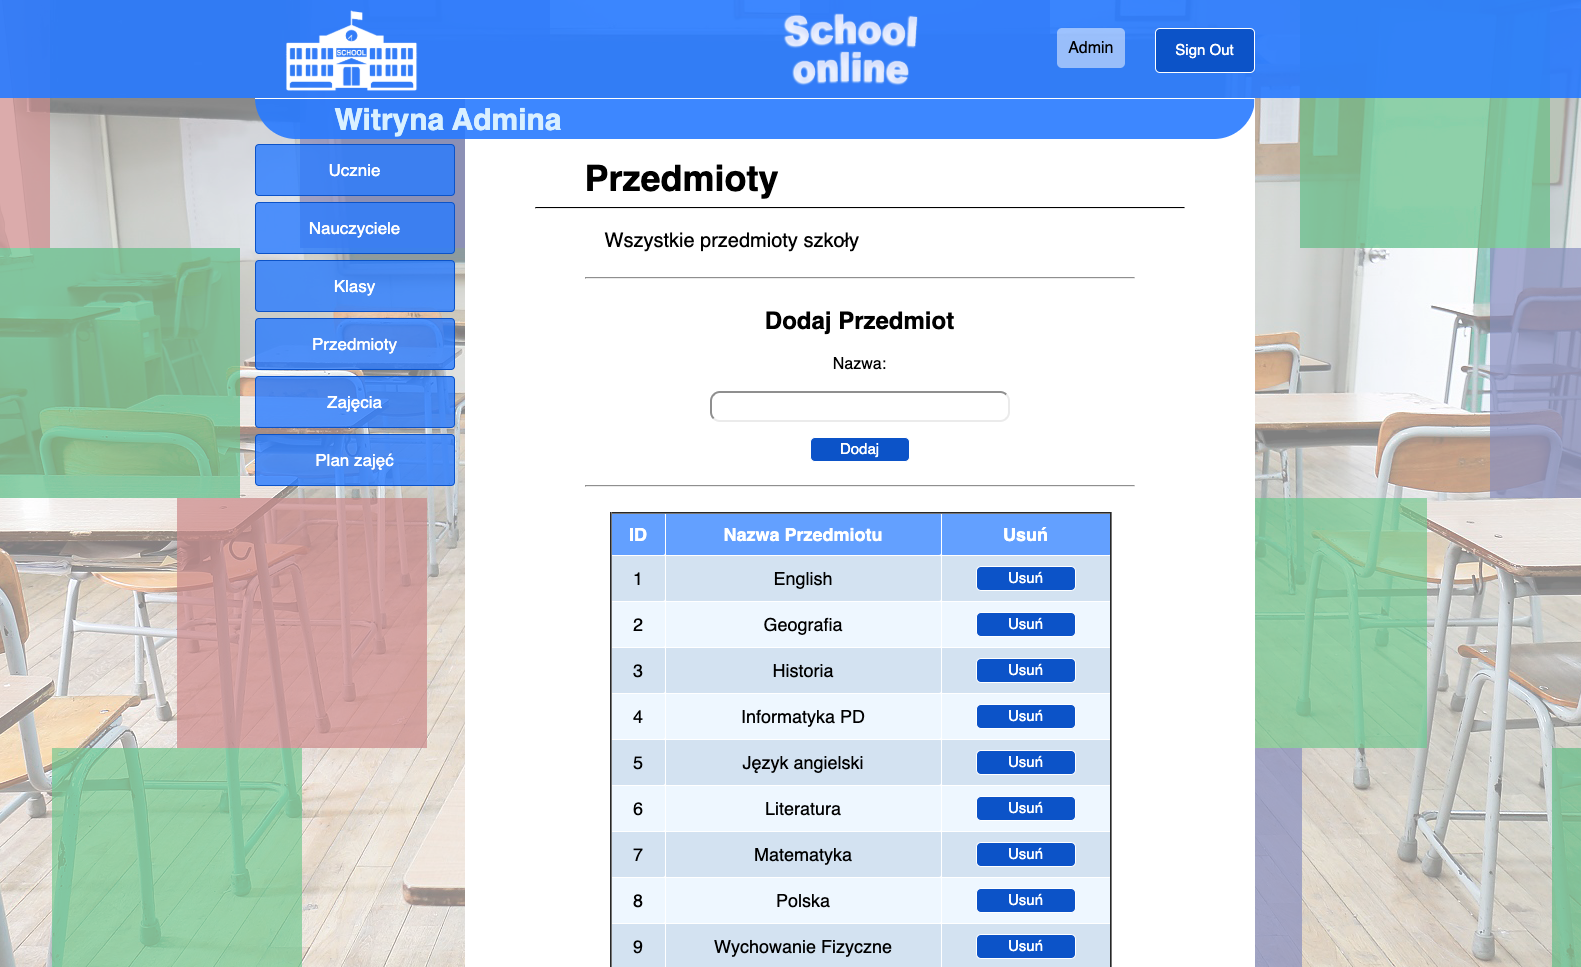 SCHOOL
School
online
Admin
Sign Out
Witryna Admina
Ucznie
Nauczyciele
Klasy
Przedmioty
Zajęcia
Plan zajęć
Przedmioty
Wszystkie przedmioty szkoły
Dodaj Przedmiot
Nazwa:
Dodaj
ID Nazwa Przedmiotu Usuń
1 English Usuń
2 Geografia Usuń
3 Historia Usuń
4 Informatyka PD Usuń
5 Język angielski Usuń
6 Literatura Usuń
7 Matematyka Usuń
8 Polska Usuń
9 Wychowanie Fizyczne Usuń